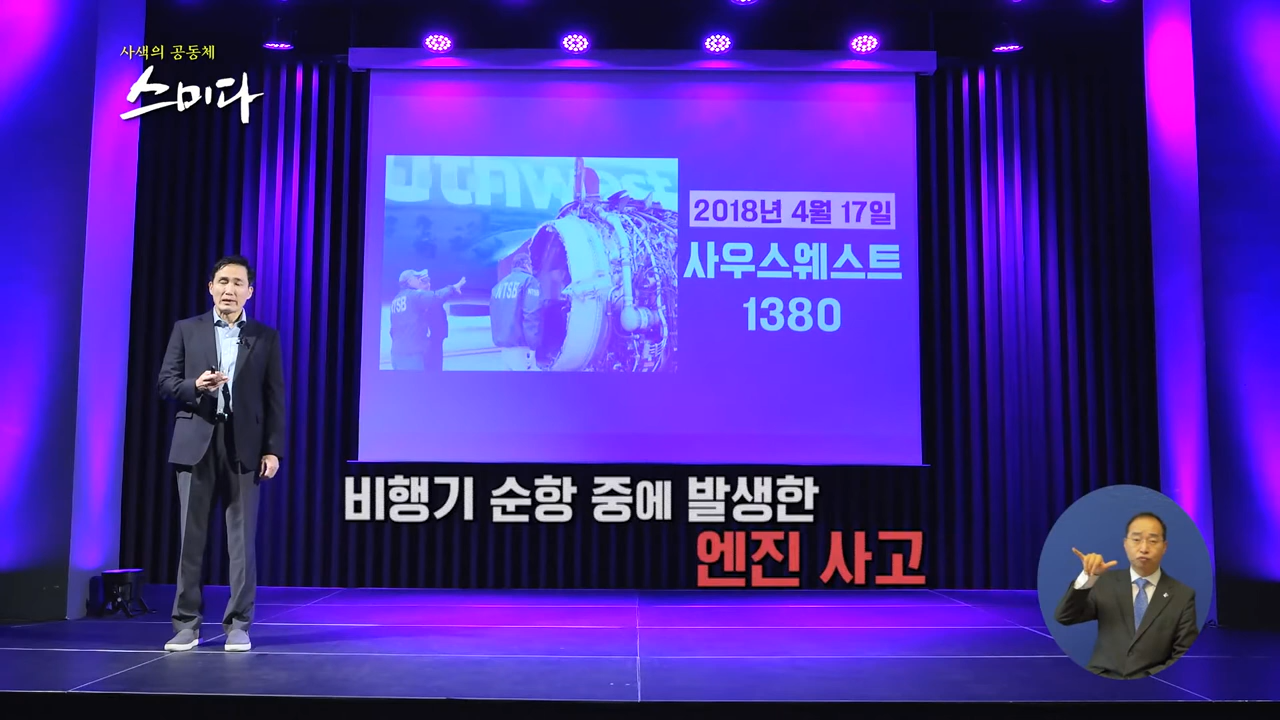 사색의 공동체
스미다
2018년 4월 17일
사우스웨스트
1380
NTSB
비행기 순항 중에 발생한
엔진 사고